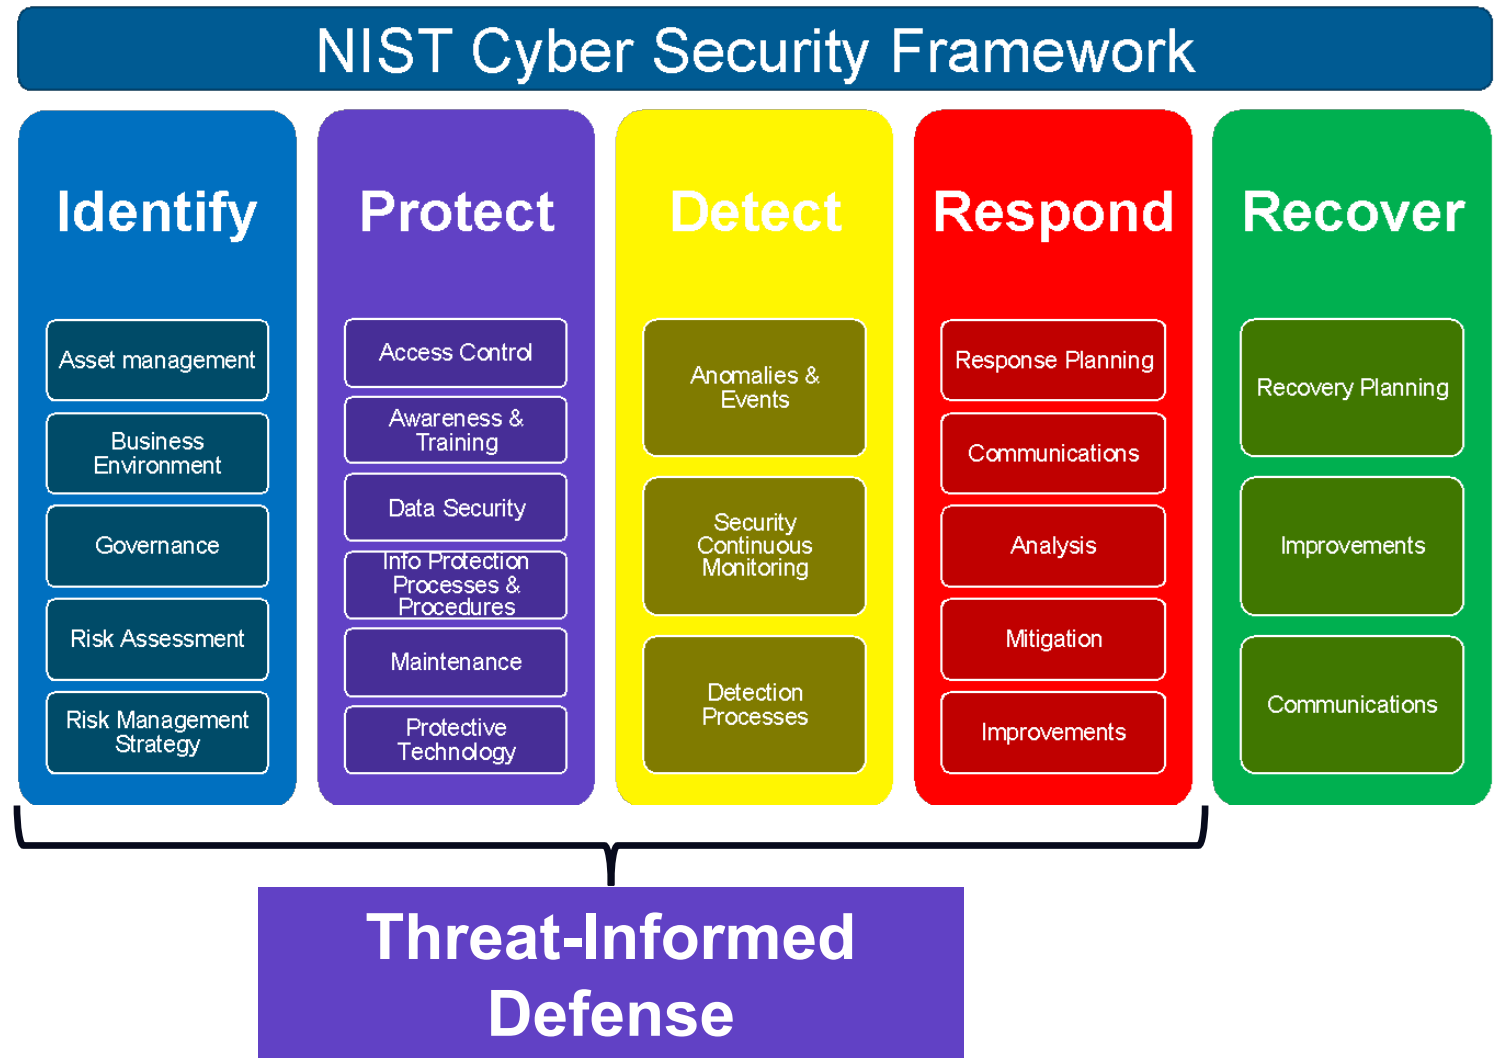 NIST Cyber Security Framework
Identify
Asset management
Business
Environment
Governance
Risk Assessment
Risk Management
Strategy
Protect
Access Control
Awareness &
Training
Data Security
Info Protection
Processes &
Procedures
Maintenance
Protective
Technology
Detect
Anomalies &
Events
Security
Continuous
Monitoring
Detection
Processes
Respond
Response Planning
Communications
Analysis
Mitigation
Improvements
Recover
Recovery Planning
Improvements
Communications
Threat-Informed
Defense